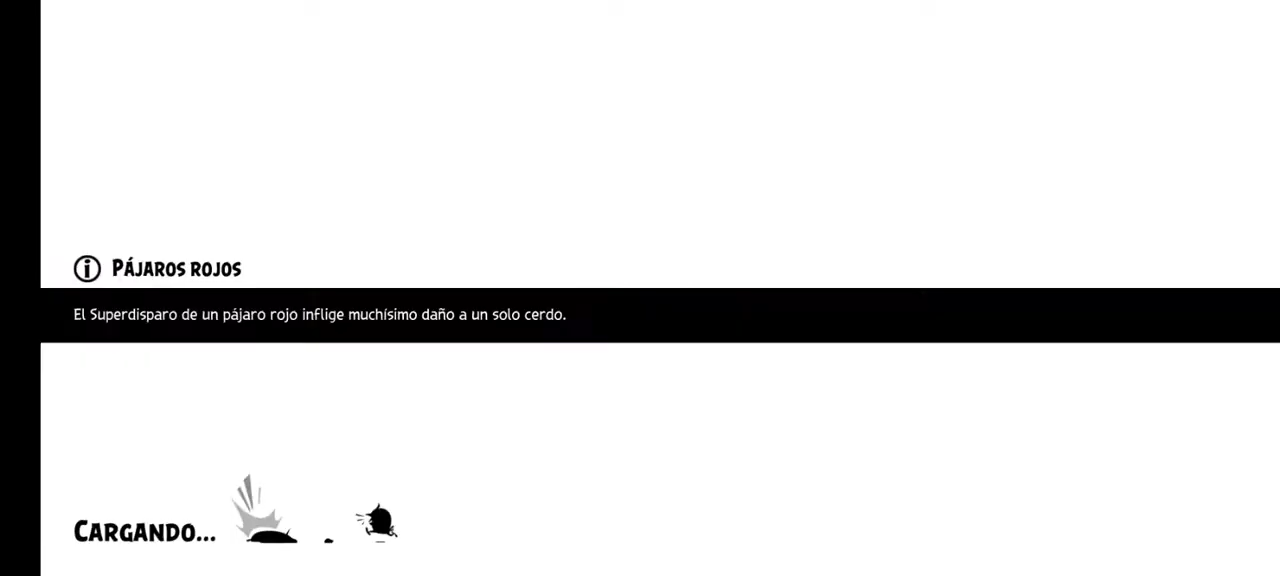 Pájaros rojos
El Superdisparo de un pájaro rojo inflige muchísimo daño a un solo cerdo.
Cargando...